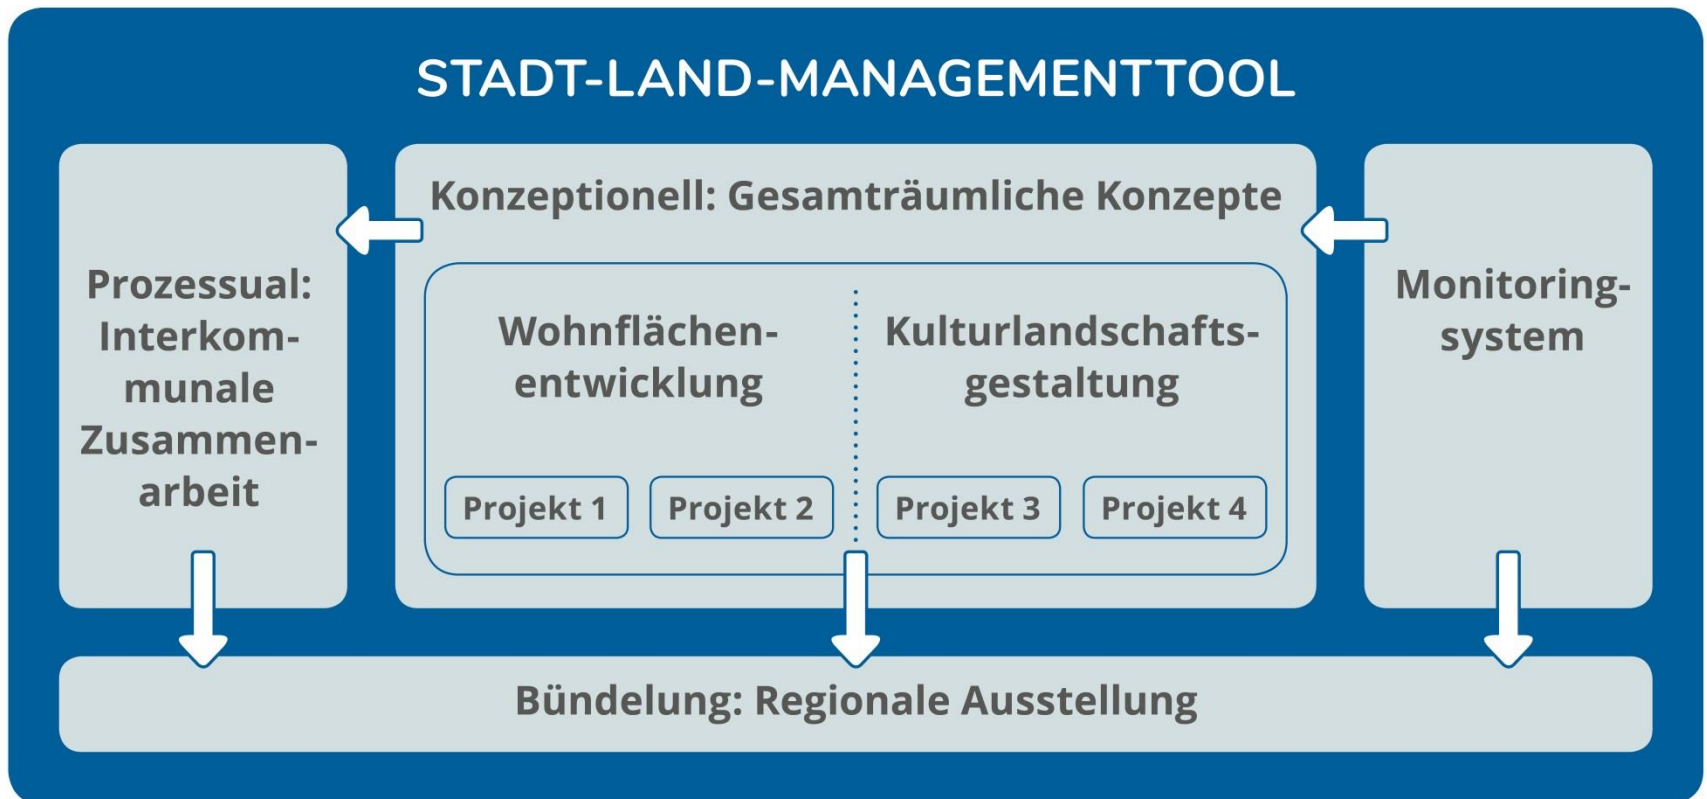 STADT-LAND-MANAGEMENTTOOL
Prozessual:
Interkom-
munale
Zusammen-
arbeit
Konzeptionell: Gesamträumliche Konzepte
Wohnflächen-
entwicklung
Projekt 1
Projekt 2
Kulturlandschafts-
gestaltung
Projekt 3
Projekt 4
Monitoring-
system
Bündelung: Regionale Ausstellung